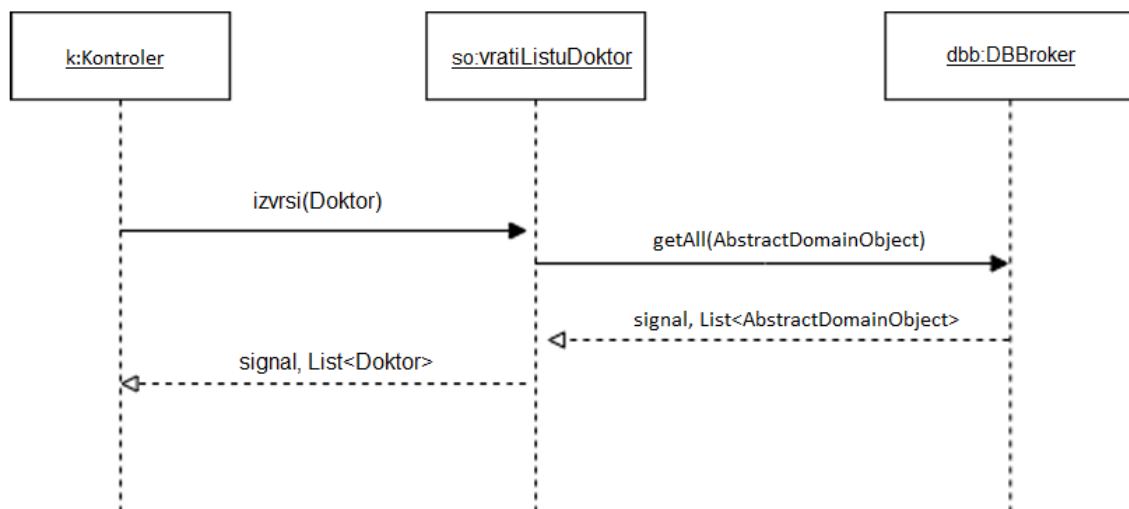 k:Kontroler
so:vratiListuDoktor
dbb:DBBroker
izvrsi(Doktor)
getAll(AbstractDomainObject)
signal, List<AbstractDomainObject>
signal, List<Doktor>